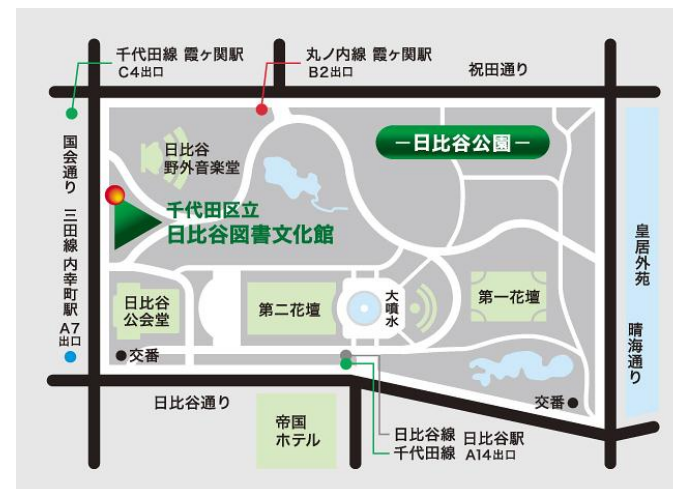 千代田線 霞ヶ関駅
C4出口
丸ノ内線 霞ヶ関駅
B2出口
祝田通り
国会通り
日比谷
野外音楽堂
－日比谷公園－
千代田区立
日比谷図書文化館
三田線 内幸町駅
A7
出口
皇居外苑
晴海通り
日比谷
公会堂
第二花壇
大噴水
第一花壇
●交番
交番●
日比谷通り
帝国
ホテル
日比谷線 日比谷駅
千代田線 A14出口